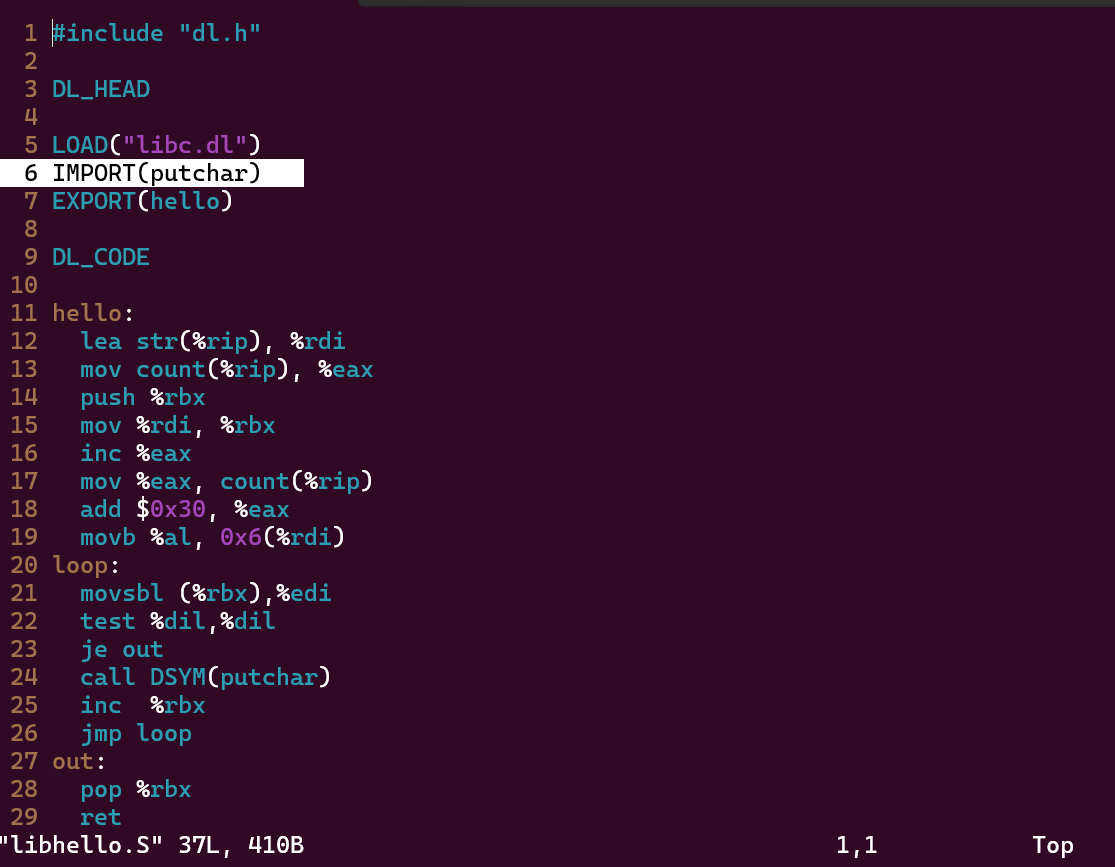 1 #include "dl.h"
2
3 DL_HEAD
4
5 LOAD("libc.dl")
6 IMPORT(putchar)
7 EXPORT(hello)
8
9 DL_CODE
10
11 hello:
12   lea str(%rip), %rdi
13   mov count(%rip), %eax
14   push %rbx
15   mov %rdi, %rbx
16   inc %eax
17   mov %eax, count(%rip)
18   add $0x30, %eax
19   movb %al, 0x6(%rdi)
20 loop:
21   movsbl (%rbx),%edi
22   test %dil,%dil
23   je out
24   call DSYM(putchar)
25   inc  %rbx
26   jmp loop
27 out:
28   pop %rbx
29   ret
"libhello.S" 37L, 410B 1,1 Top